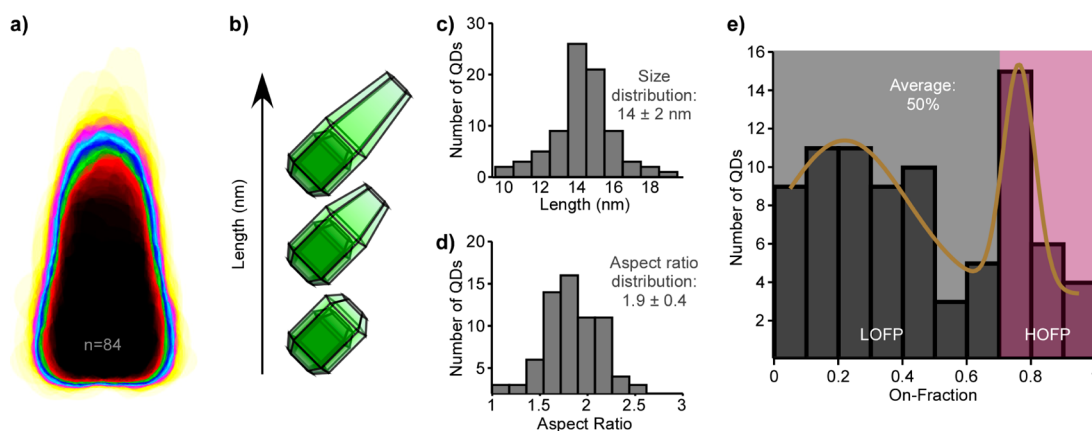 a)
n=84
b)
Length (nm)
c)
Number of QDs
30
20
10
0
Size
distribution:
14 ± 2 nm
10 12 14 16 18
Length (nm)
d)
Number of QDs
20
15
10
5
Aspect ratio
distribution:
1.9 ± 0.4
1 1.5 2 2.5 3
Aspect Ratio
e)
Number of QDs
16
14
12
10
8
6
4
2
Average:
50%
LOFP
HOFP
0 0.2 0.4 0.6 0.8 1
On-Fraction